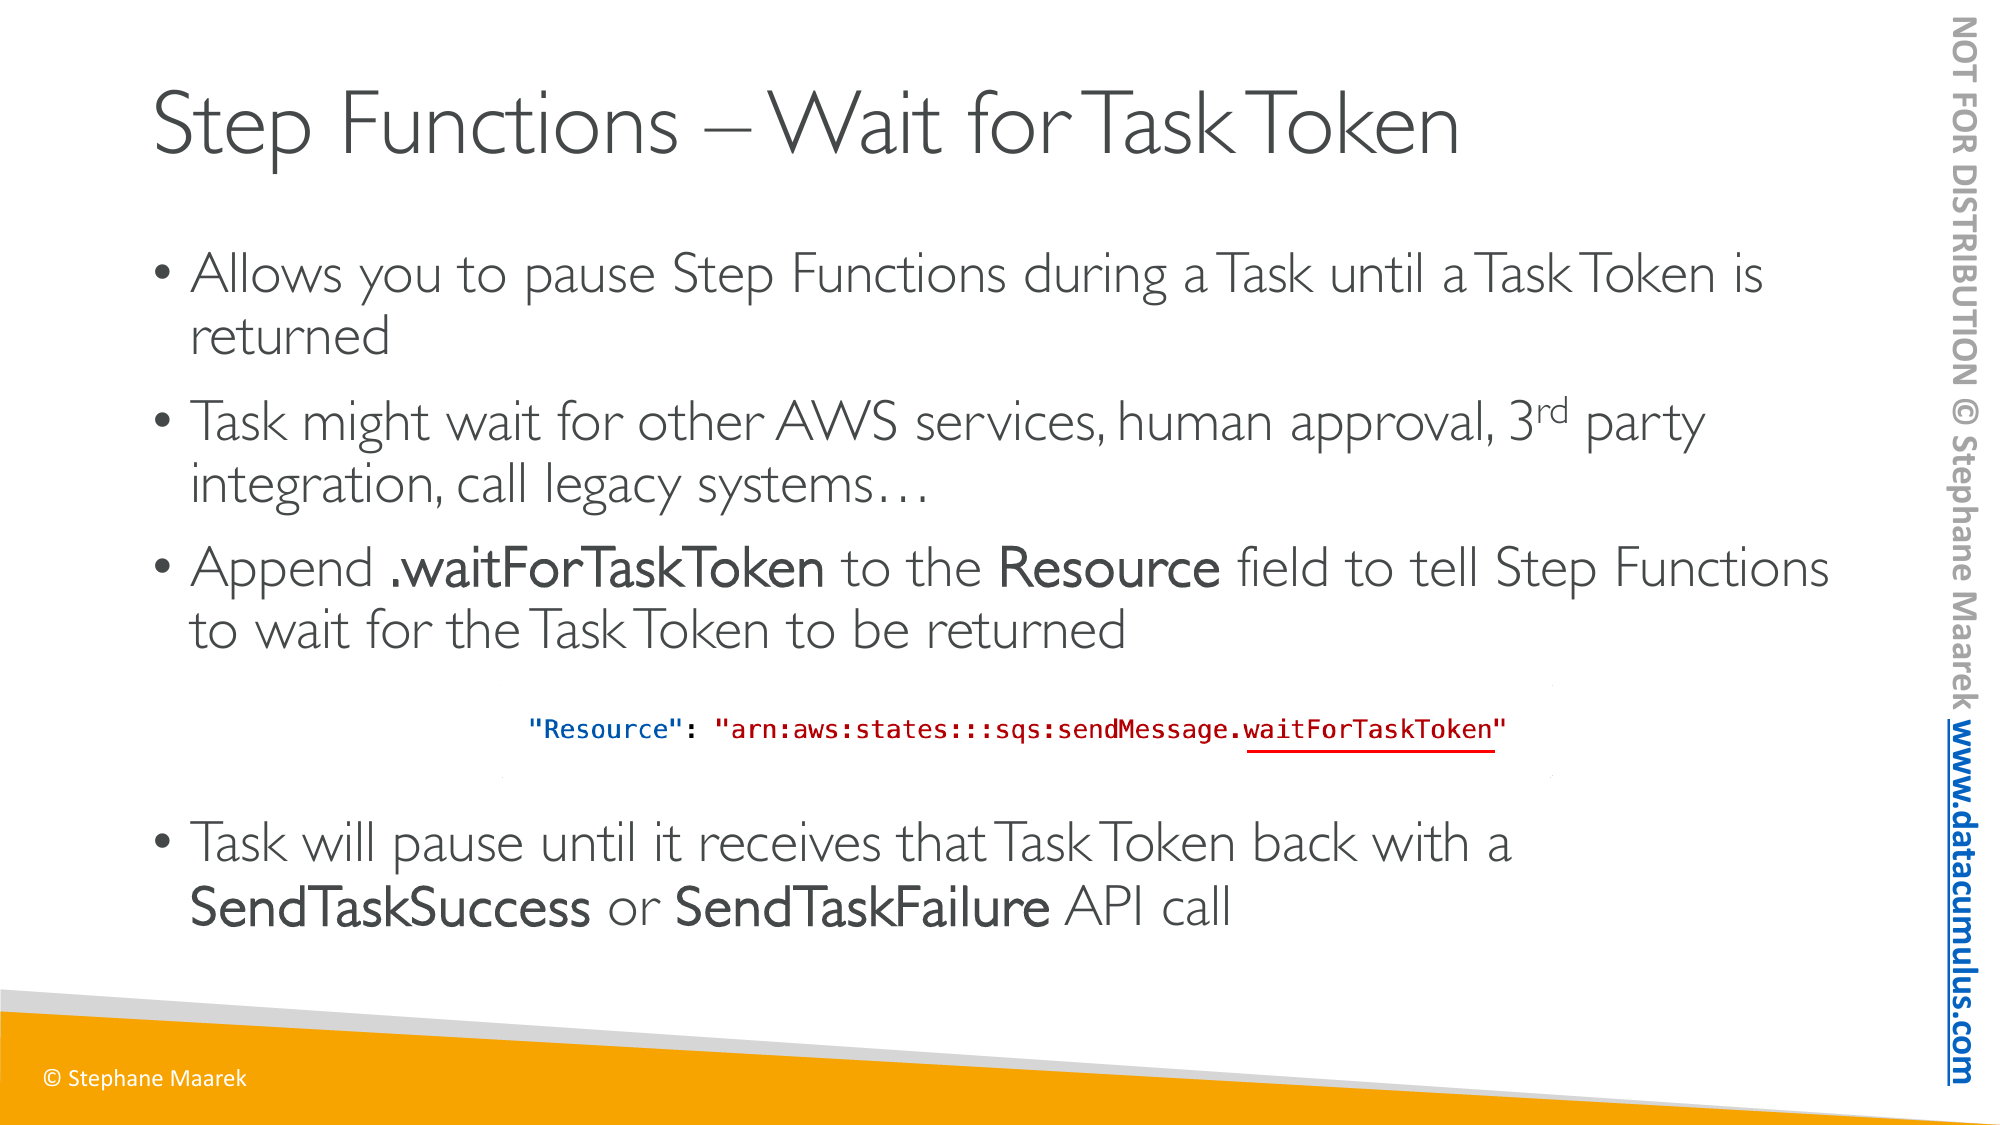 Step Functions – Wait for Task Token
• Allows you to pause Step Functions during a Task until a Task Token is
returned
• Task might wait for other AWS services, human approval, 3rd party
integration, call legacy systems…
• Append .waitForTaskToken to the Resource field to tell Step Functions
to wait for the Task Token to be returned
"Resource": "arn:aws:states:::sqs:sendMessage.waitForTaskToken"
• Task will pause until it receives that Task Token back with a
SendTaskSuccess or SendTaskFailure API call
© Stephane Maarek
NOT FOR DISTRIBUTION © Stephane Maarek www.datacumulus.com